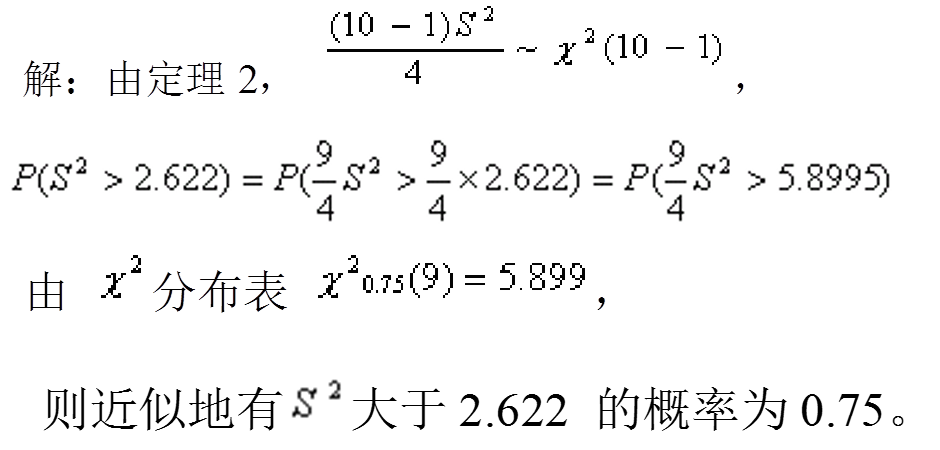 解：由定理 2， (10 − 1)S² / 4 ~ χ²(10 − 1) ，
P(S² > 2.622) = P(9/4 S² > 9/4 ×2.622) = P(9/4 S² > 5.8995)
由 χ² 分布表 χ²₀.₇₅(9) = 5.899 ，
则近似地有 S² 大于 2.622 的概率为 0.75。